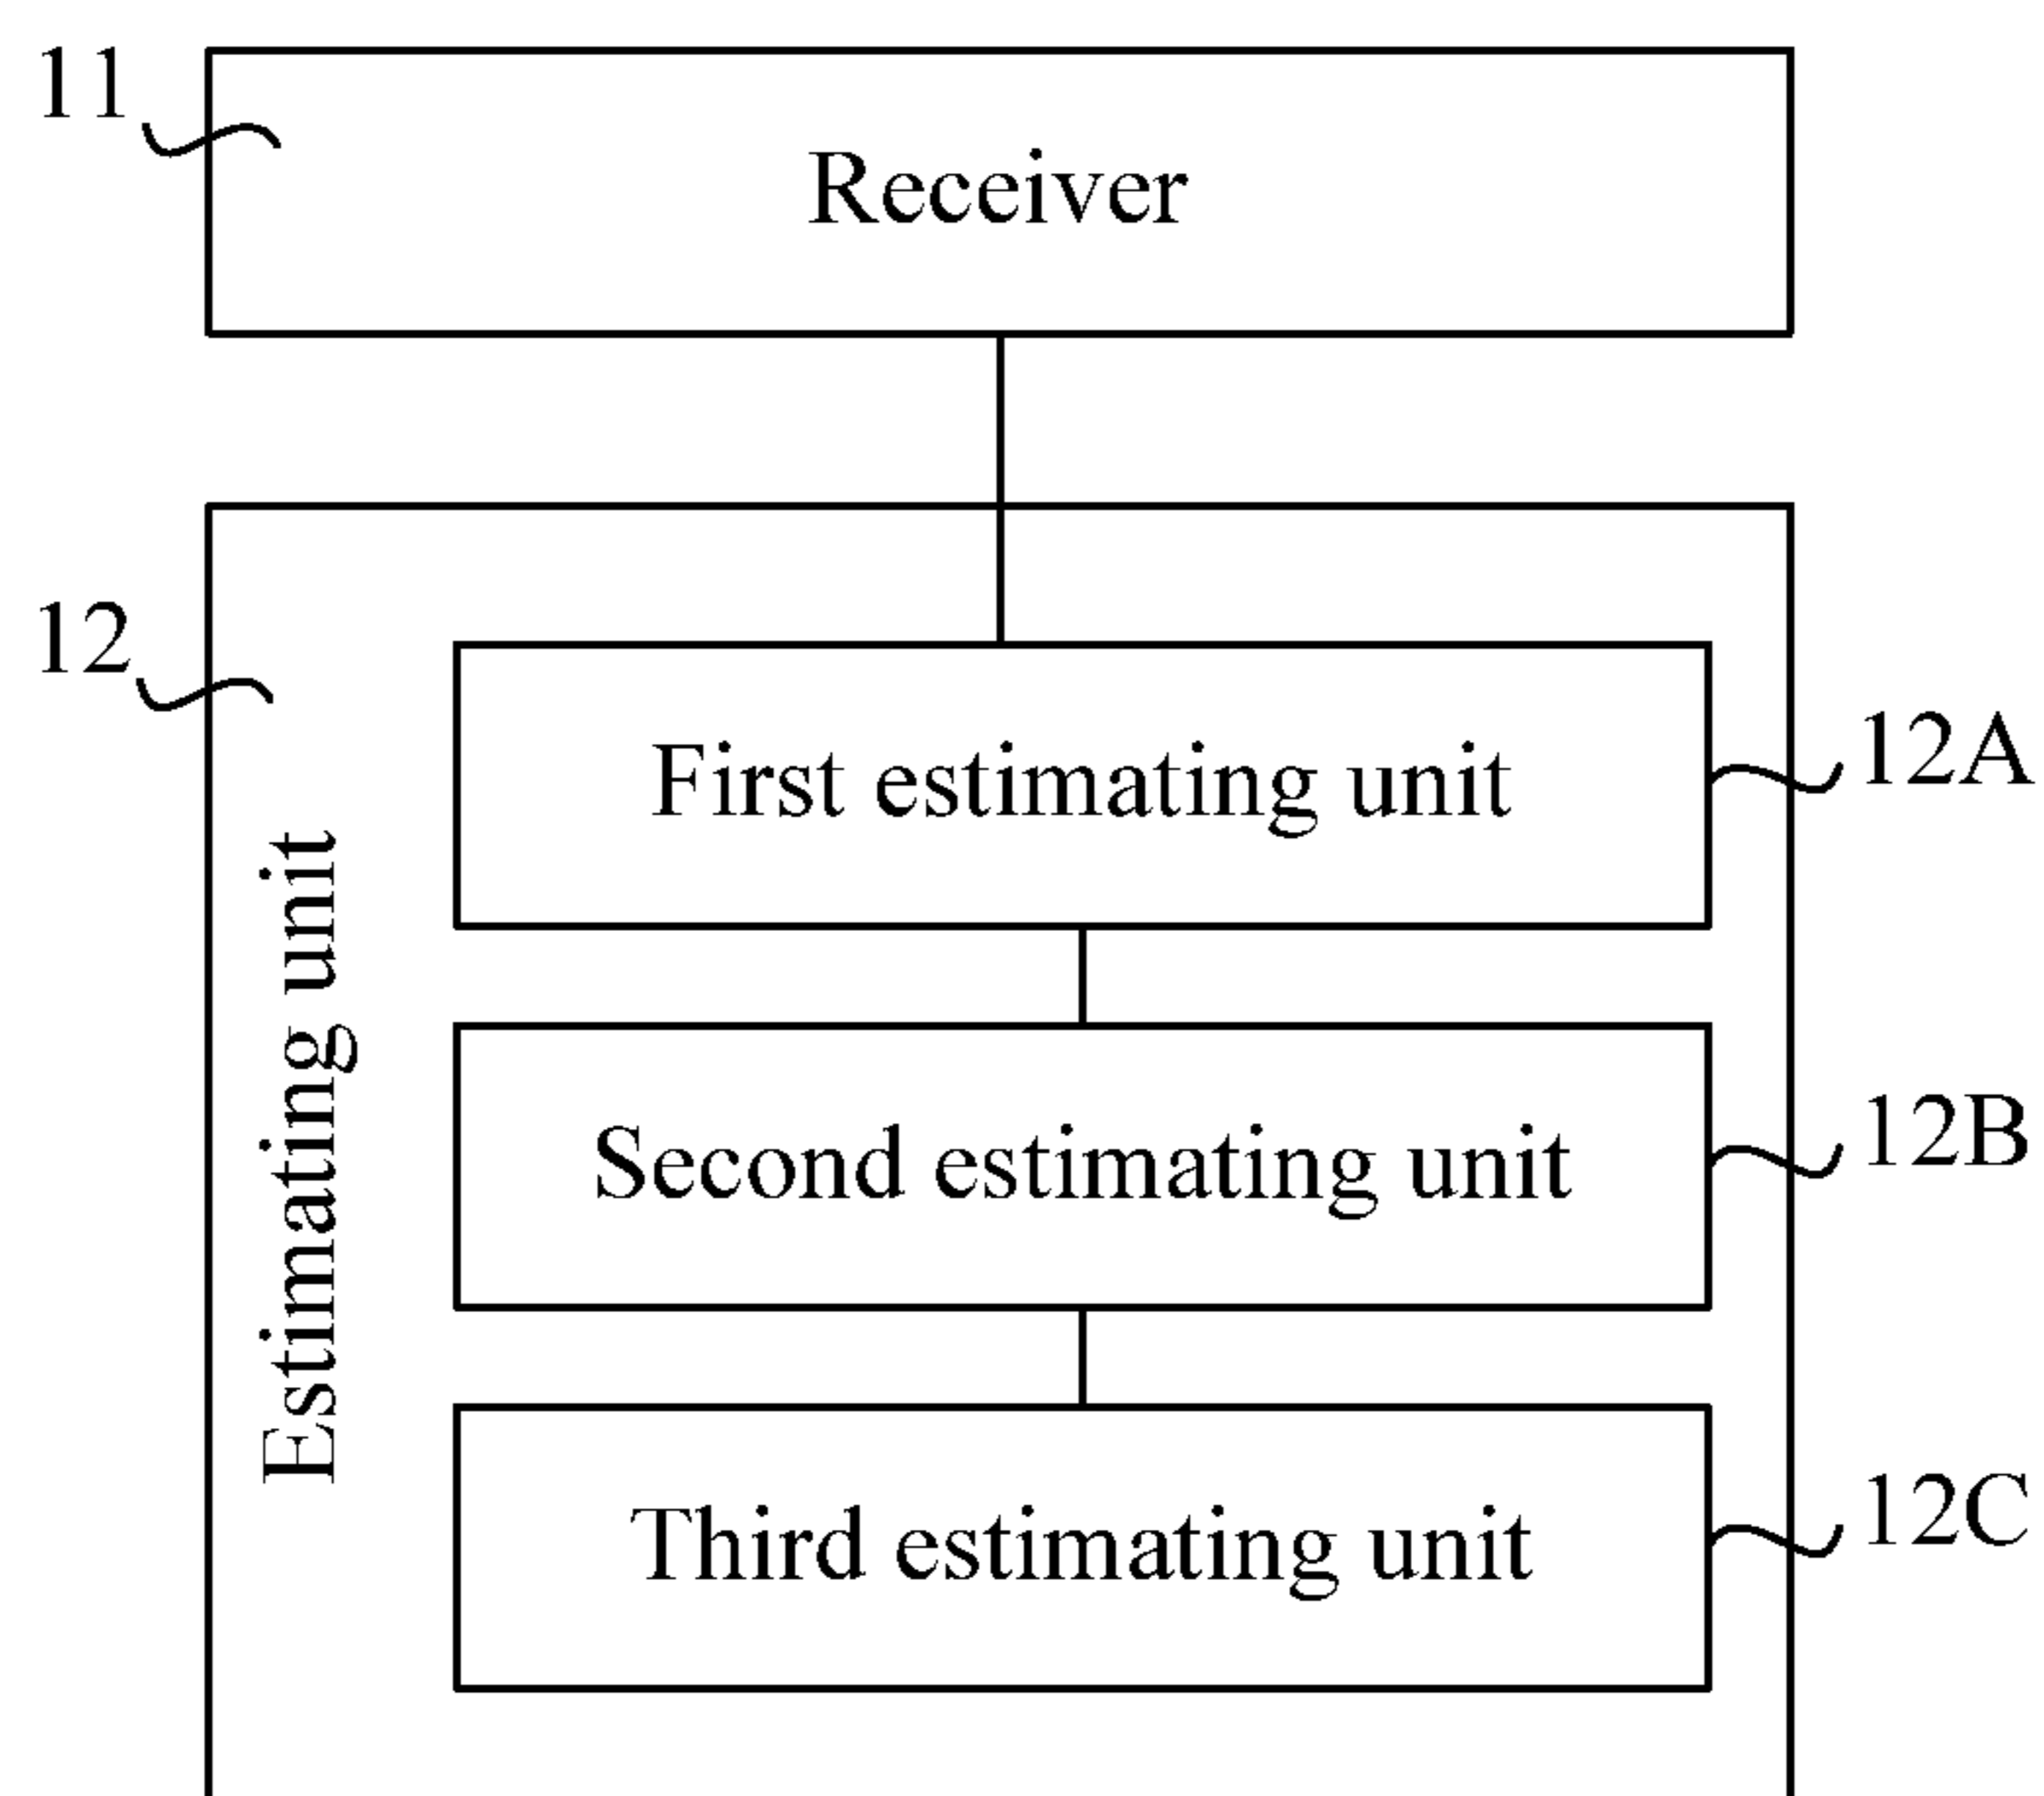 11
Receiver
12
Estimating unit
First estimating unit
12A
Second estimating unit
12B
Third estimating unit
12C